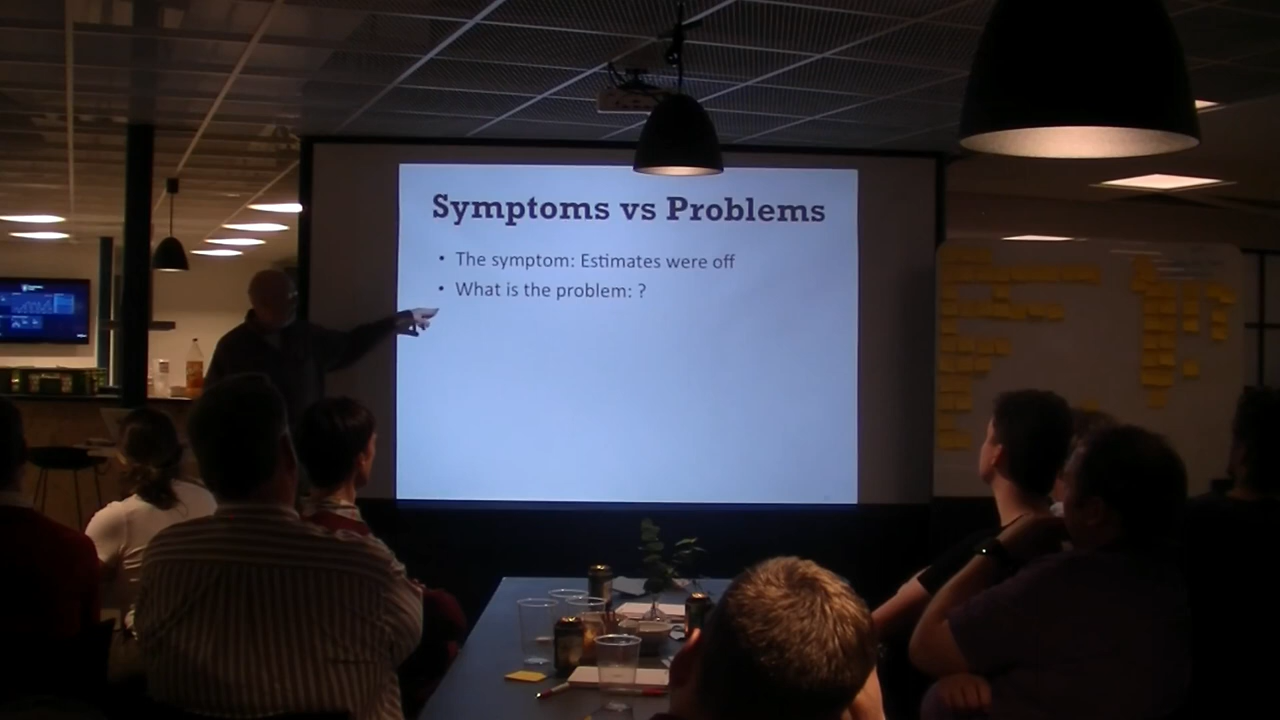 Symptoms vs Problems
• The symptom: Estimates were off
• What is the problem: ?